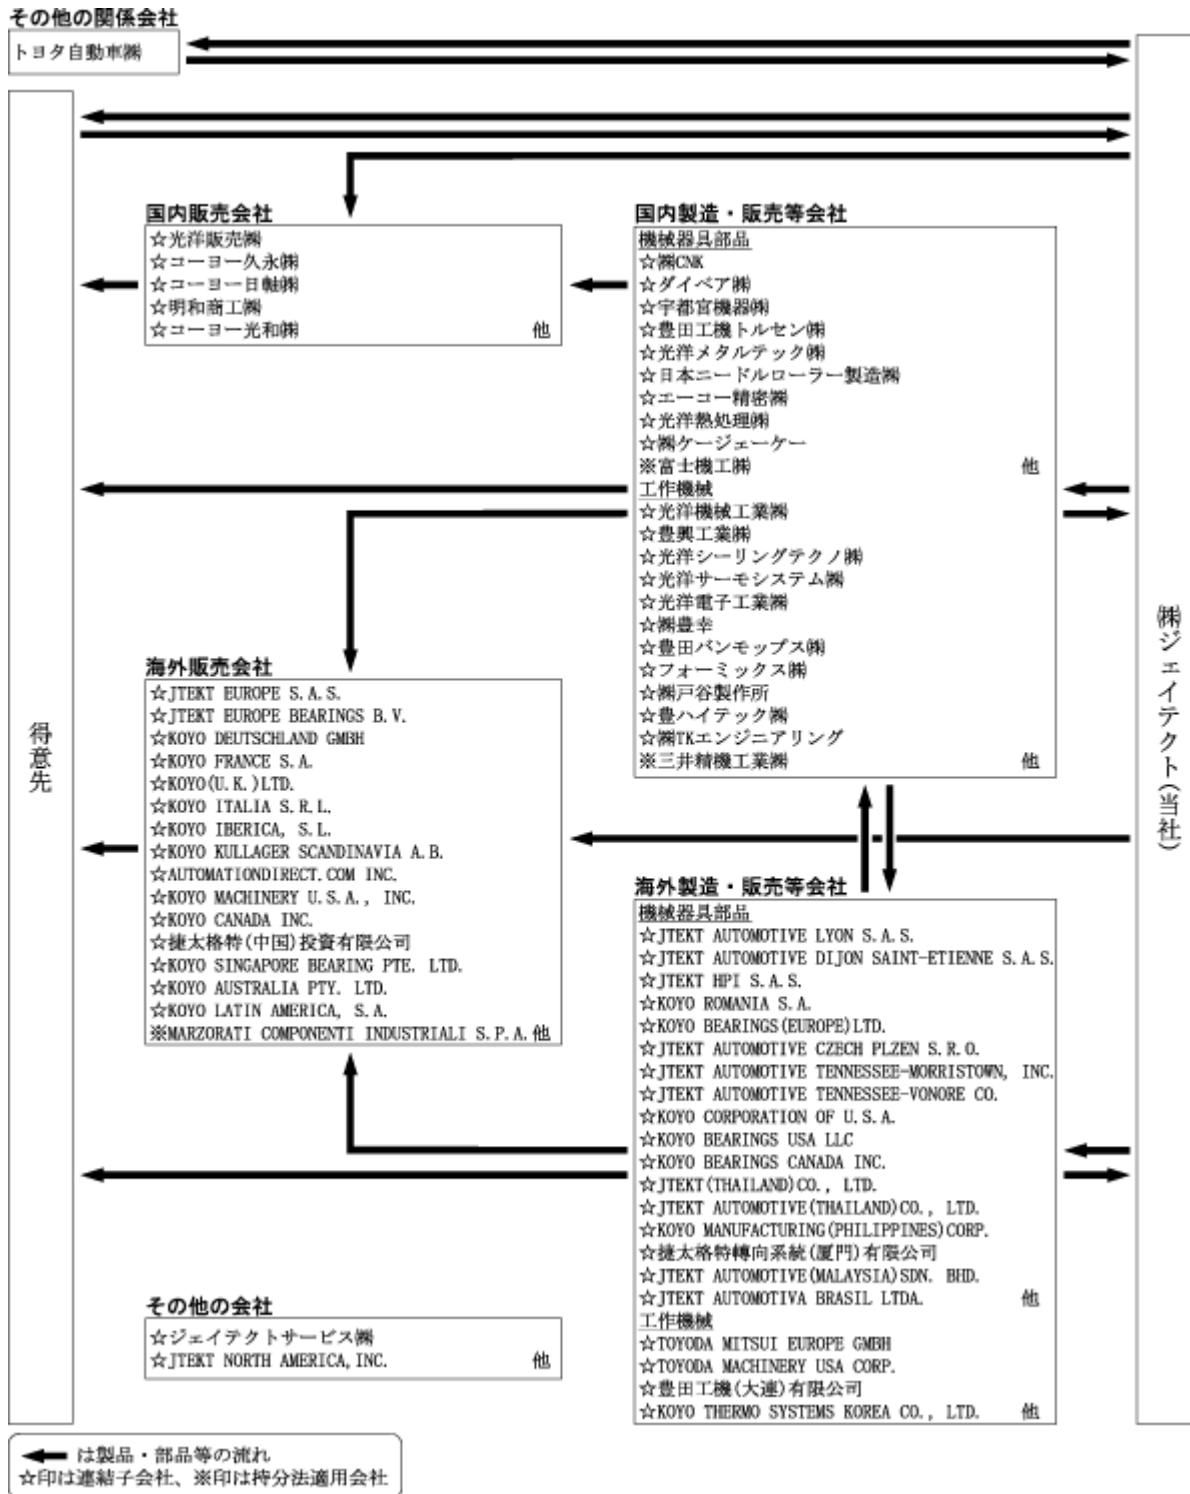 その他の関係会社
トヨタ自動車㈱
得意先
国内販売会社
☆光洋販売㈱
☆コーヨー久永㈱
☆コーヨー日軸㈱
☆明和商工㈱
☆コーヨー光和㈱ 他
国内製造・販売等会社
機械器具部品
☆㈱CNK
☆ダイベア㈱
☆宇都宮機器㈱
☆豊田工機トルセン㈱
☆光洋メタルテック㈱
☆日本ニードルローラー製造㈱
☆エーコー精密㈱
☆光洋熱処理㈱
☆㈱ケージェーケー
※富士機工㈱ 他
工作機械
☆光洋機械工業㈱
☆豊興工業㈱
☆光洋シーリングテクノ㈱
☆光洋サーモシステム㈱
☆光洋電子工業㈱
☆㈱豊幸
☆豊田バンモップス㈱
☆フォーミックス㈱
☆㈱戸谷製作所
☆豊ハイテック㈱
☆㈱TKエンジニアリング
※三井精機工業㈱ 他
海外販売会社
☆JTEKT EUROPE S.A.S.
☆JTEKT EUROPE BEARINGS B.V.
☆KOYO DEUTSCHLAND GMBH
☆KOYO FRANCE S.A.
☆KOYO(U.K.)LTD.
☆KOYO ITALIA S.R.L.
☆KOYO IBERICA, S.L.
☆KOYO KULLAGER SCANDINAVIA A.B.
☆AUTOMATIONDIRECT.COM INC.
☆KOYO MACHINERY U.S.A., INC.
☆KOYO CANADA INC.
☆捷太格特(中国)投資有限公司
☆KOYO SINGAPORE BEARING PTE. LTD.
☆KOYO AUSTRALIA PTY. LTD.
☆KOYO LATIN AMERICA, S.A.
※MARZORATI COMPONENTI INDUSTRIALI S.P.A.他
海外製造・販売等会社
機械器具部品
☆JTEKT AUTOMOTIVE LYON S.A.S.
☆JTEKT AUTOMOTIVE DIJON SAINT-ETIENNE S.A.S.
☆JTEKT HPI S.A.S.
☆KOYO ROMANIA S.A.
☆KOYO BEARINGS(EUROPE)LTD.
☆JTEKT AUTOMOTIVE CZECH PLZEN S.R.O.
☆JTEKT AUTOMOTIVE TENNESSEE-MORRISTOWN, INC.
☆JTEKT AUTOMOTIVE TENNESSEE-VONORE CO.
☆KOYO CORPORATION OF U.S.A.
☆KOYO BEARINGS USA LLC
☆KOYO BEARINGS CANADA INC.
☆JTEKT(THAILAND)CO., LTD.
☆JTEKT AUTOMOTIVE(THAILAND)CO., LTD.
☆KOYO MANUFACTURING(PHILIPPINES)CORP.
☆捷太格特轉向系統(厦門)有限公司
☆JTEKT AUTOMOTIVE(MALAYSIA)SDN. BHD.
☆JTEKT AUTOMOTIVA BRASIL LTDA. 他
工作機械
☆TOYODA MITSUI EUROPE GMBH
☆TOYODA MACHINERY USA CORP.
☆豊田工機(大連)有限公司
☆KOYO THERMO SYSTEMS KOREA CO., LTD. 他
その他の会社
☆ジェイテクトサービス㈱
☆JTEKT NORTH AMERICA,INC. 他
㈱ジェイテクト(当社)
は製品・部品等の流れ
☆印は連結子会社、※印は持分法適用会社